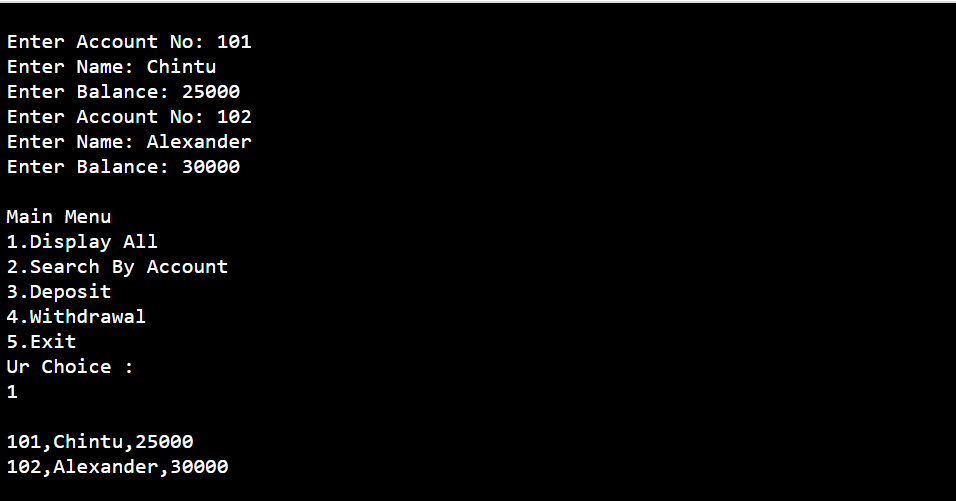 Enter Account No: 101
Enter Name: Chintu
Enter Balance: 25000
Enter Account No: 102
Enter Name: Alexander
Enter Balance: 30000
Main Menu
1.Display All
2.Search By Account
3.Deposit
4.Withdrawal
5.Exit
Ur Choice :
1
101,Chintu,25000
102,Alexander,30000